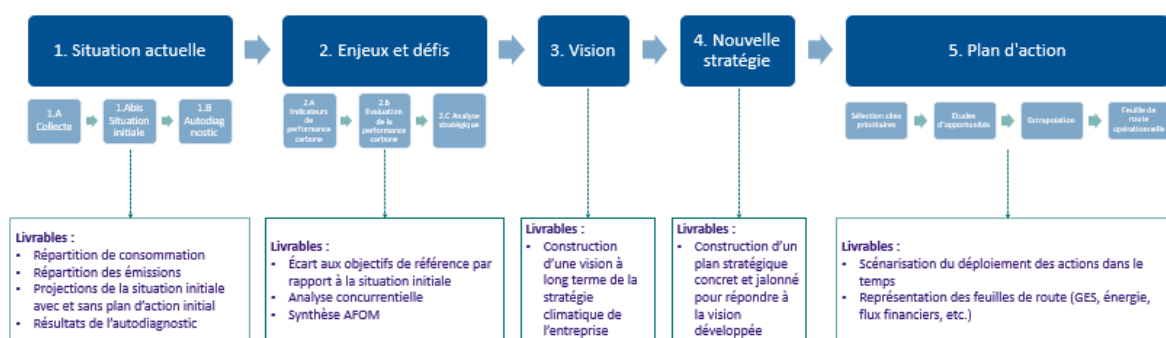 1. Situation actuelle
2. Enjeux et défis
3. Vision
4. Nouvelle
stratégie
5. Plan d'action
1.A
Collecte
1.Abis
Situation
initiale
1.B
Autodiag
nostic
2.A
Indicateurs
de
performance
carbone
2.B
Evaluation
de la
performance
carbone
2.C Analyse
stratégique
Sélection sites
prioritaires
Etudes
d'opportunités
Extrapolation
Feuille de
route
opérationnelle
Livrables :
• Répartition de consommation
• Répartition des émissions
• Projections de la situation initiale
avec et sans plan d'action initial
• Résultats de l'autodiagnostic
Livrables :
• Écart aux objectifs de référence par
rapport à la situation initiale
• Analyse concurrentielle
• Synthèse AFOM
Livrables :
• Construction
d'une vision à
long terme de la
stratégie
climatique de
l'entreprise
Livrables :
• Construction d'un
plan stratégique
concret et jalonné
pour répondre à
la vision
développée
Livrables :
• Scénarisation du déploiement des actions dans le
temps
• Représentation des feuilles de route (GES, énergie,
flux financiers, etc.)